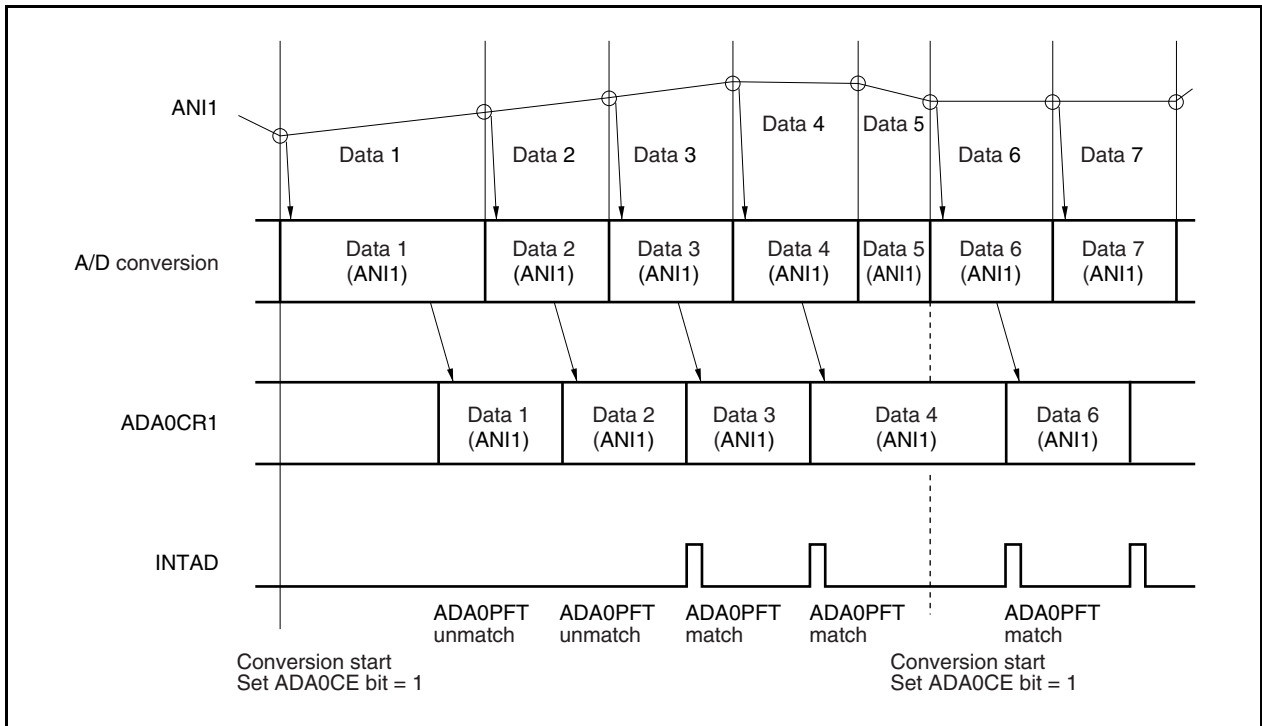 ANI1
Data 1
Data 2
Data 3
Data 4
Data 5
Data 6
Data 7
A/D conversion
Data 1
(ANI1)
Data 2
(ANI1)
Data 3
(ANI1)
Data 4
(ANI1)
Data 5
(ANI1)
Data 6
(ANI1)
Data 7
(ANI1)
ADA0CR1
Data 1
(ANI1)
Data 2
(ANI1)
Data 3
(ANI1)
Data 4
(ANI1)
Data 6
(ANI1)
INTAD
ADA0PFT
unmatch
ADA0PFT
unmatch
ADA0PFT
match
ADA0PFT
match
ADA0PFT
match
Conversion start
Set ADA0CE bit = 1
Conversion start
Set ADA0CE bit = 1